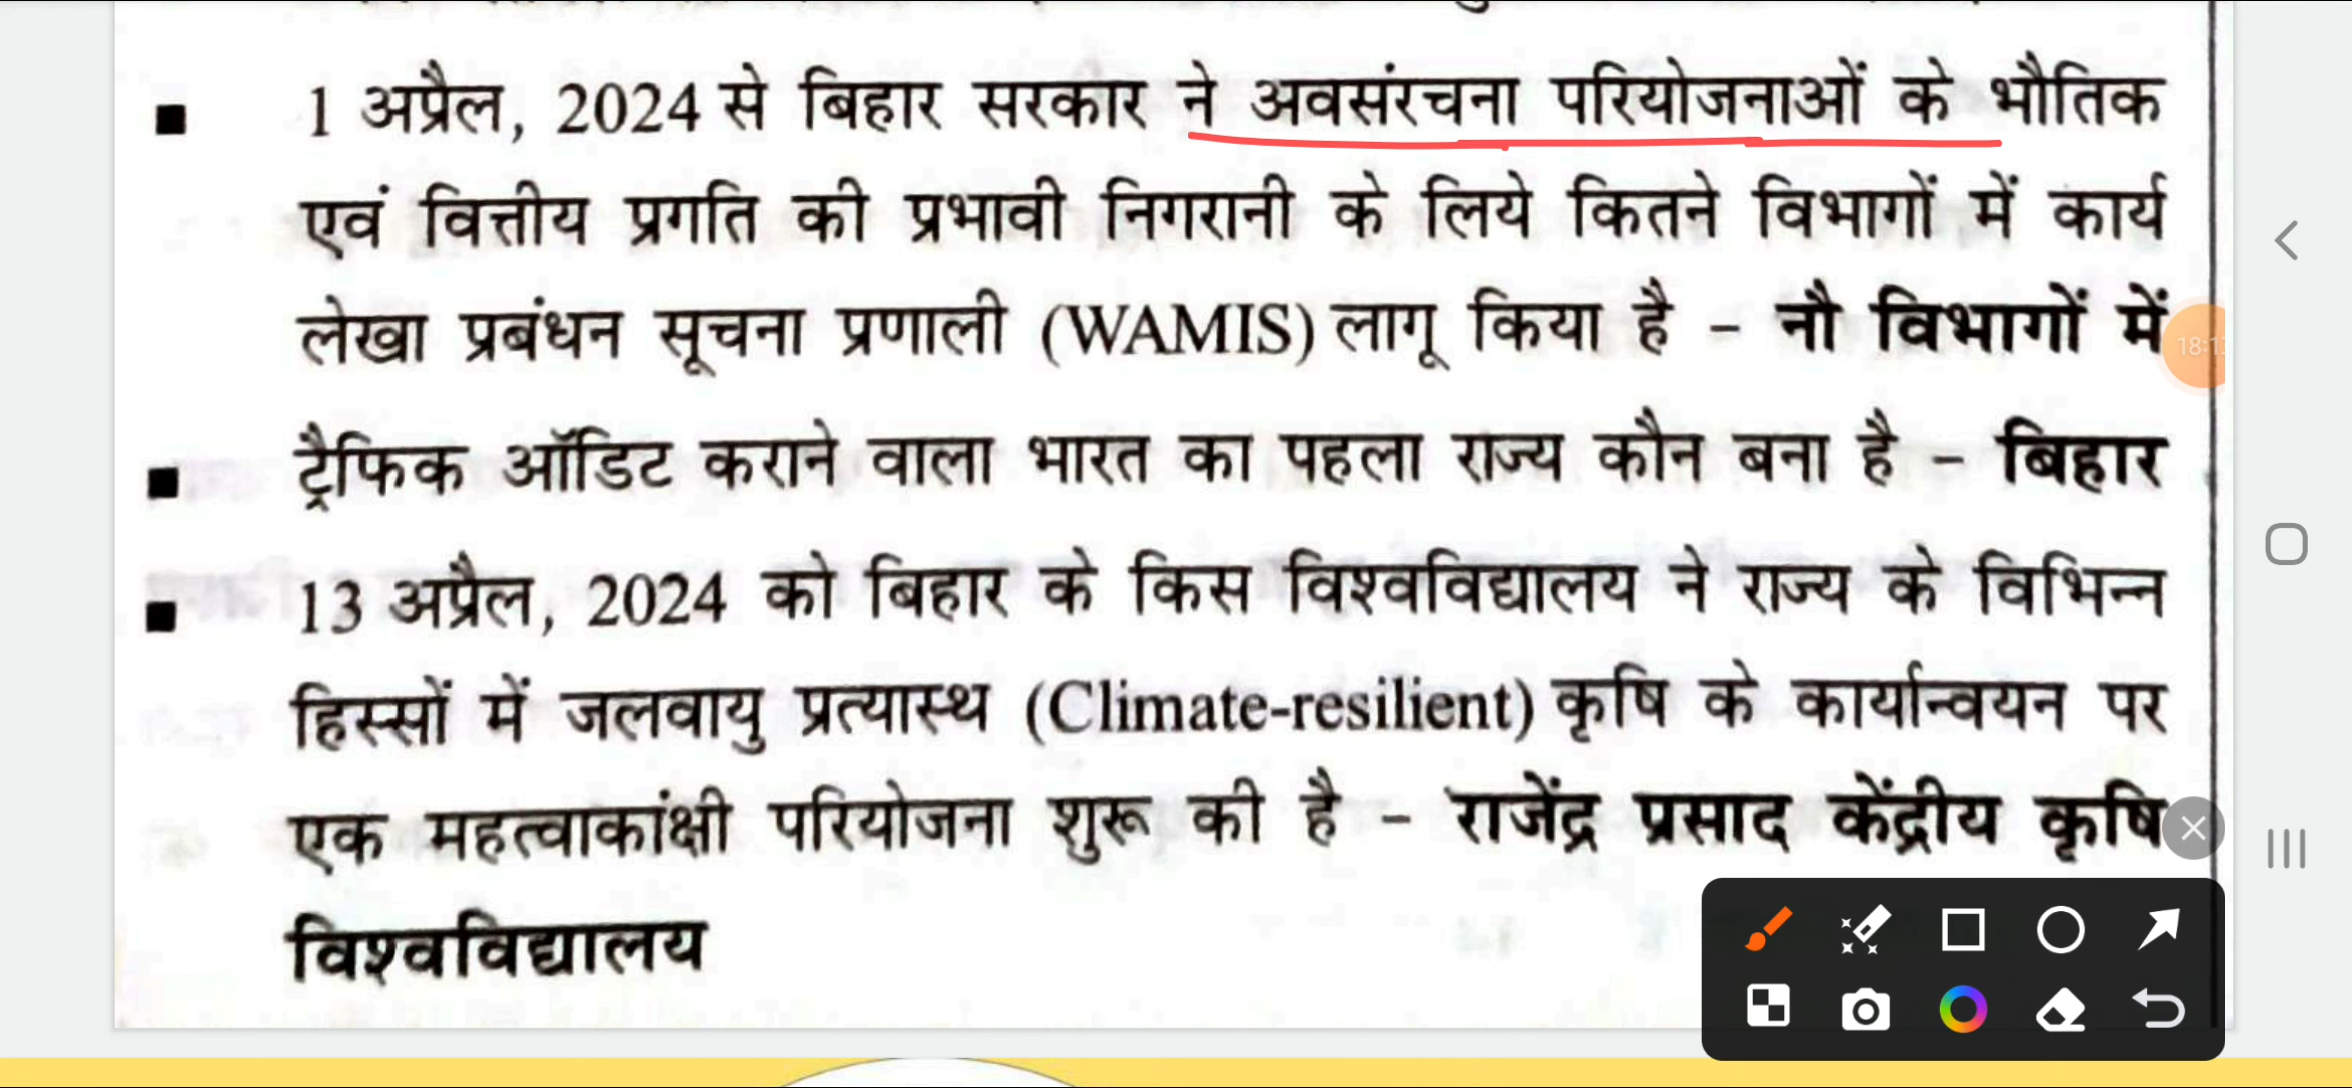 1 अप्रैल, 2024 से बिहार सरकार ने अवसंरचना परियोजनाओं के भौतिक
एवं वित्तीय प्रगति की प्रभावी निगरानी के लिये कितने विभागों में कार्य
लेखा प्रबंधन सूचना प्रणाली (WAMIS) लागू किया है – नौ विभागों में
ट्रैफिक ऑडिट कराने वाला भारत का पहला राज्य कौन बना है – बिहार
13 अप्रैल, 2024 को बिहार के किस विश्वविद्यालय ने राज्य के विभिन्न
हिस्सों में जलवायु प्रत्यास्थ (Climate-resilient) कृषि के कार्यान्वयन पर
एक महत्वाकांक्षी परियोजना शुरू की है – राजेंद्र प्रसाद केंद्रीय कृषि
विश्वविद्यालय